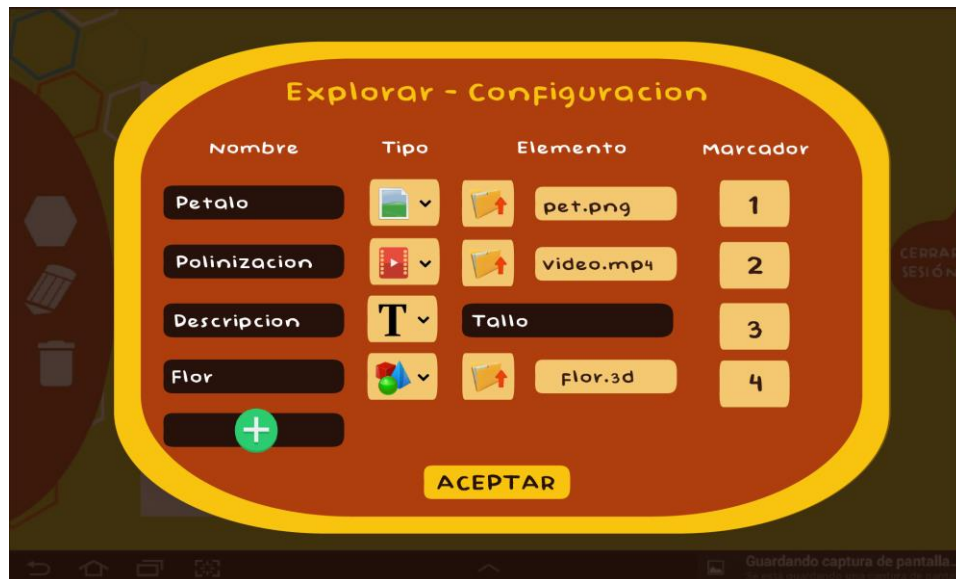 Explorar - Configuracion
Nombre Tipo Elemento Marcador
Petalo pet.png 1
Polinizacion video.mp4 2
Descripcion T Tallo 3
Flor Flor.3d 4
ACEPTAR
CERRAR
SESIÓN
Guardando captura de pantalla..